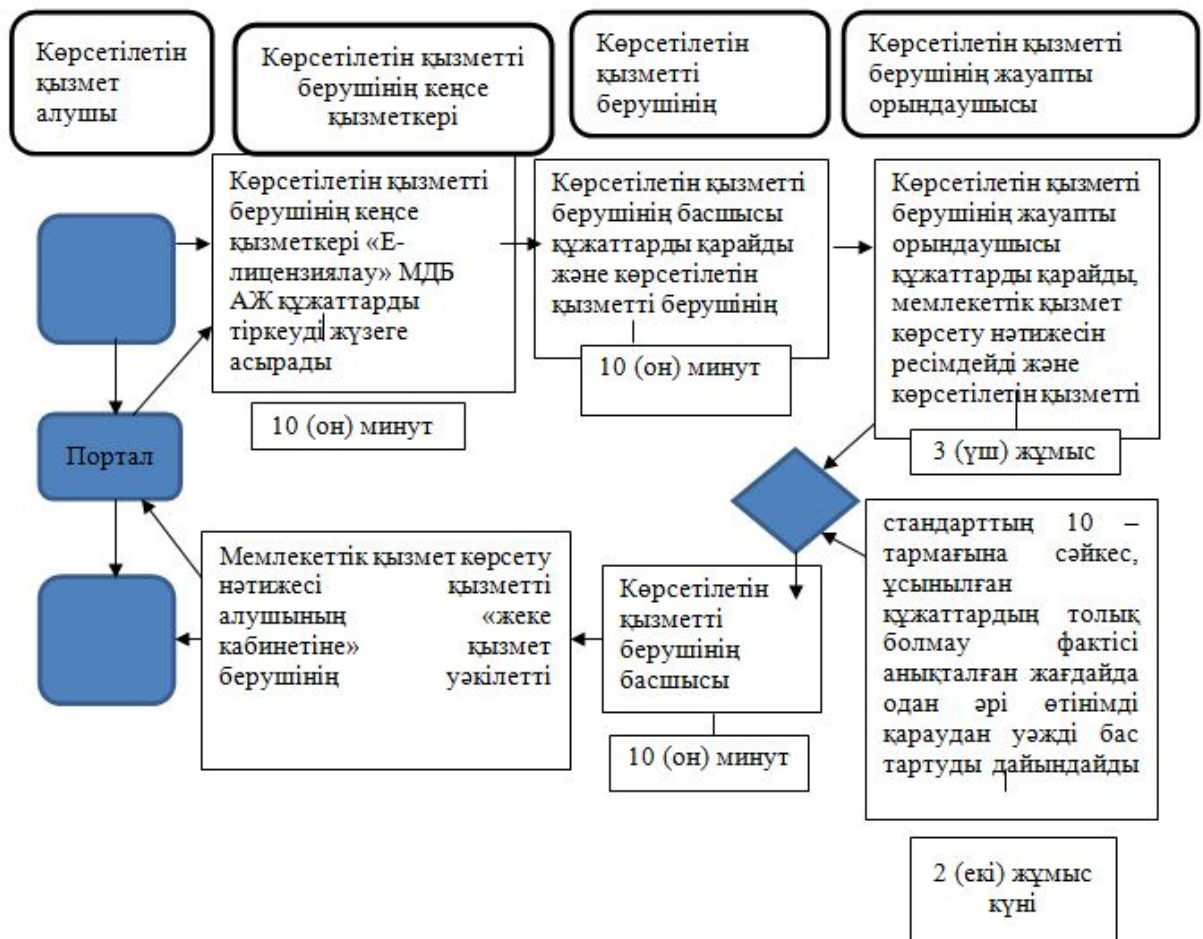 Көрсетілетін
қызмет
алушы
Көрсетілетін қызметті
берушінің кеңсе
қызметкері
Көрсетілетін
қызметті
берушінің
Көрсетілетін қызметті
берушінің жауапты
орындаушысы
Көрсетілетін қызметті
берушінің кеңсе
қызметкері «Е-
лицензиялау» МДБ
АЖ құжаттарды
тіркеуді жүзеге
асырады
10 (он) минут
Көрсетілетін қызметті
берушінің басшысы
құжаттарды қарайды
және көрсетілетін
қызметті берушінің
10 (он) минут
Көрсетілетін қызметті
берушінің жауапты
орындаушысы
құжаттарды қарайды,
мемлекеттік қызмет
көрсету нәтижесін
ресімдейді және
көрсетілетін қызметті
3 (үш) жұмыс
Портал
Мемлекеттік қызмет көрсету
нәтижесі қызметті
алушының «жеке
кабинетіне» қызмет
берушінің уәкілетті
Көрсетілетін
қызметті
берушінің
басшысы
10 (он) минут
стандарттың 10 –
тармағына сәйкес,
ұсынылған
құжаттардың толық
болмау фактісі
анықталған жағдайда
одан әрі өтінімді
қараудан уәжді бас
тартуды дайындайды
2 (екі) жұмыс
күні